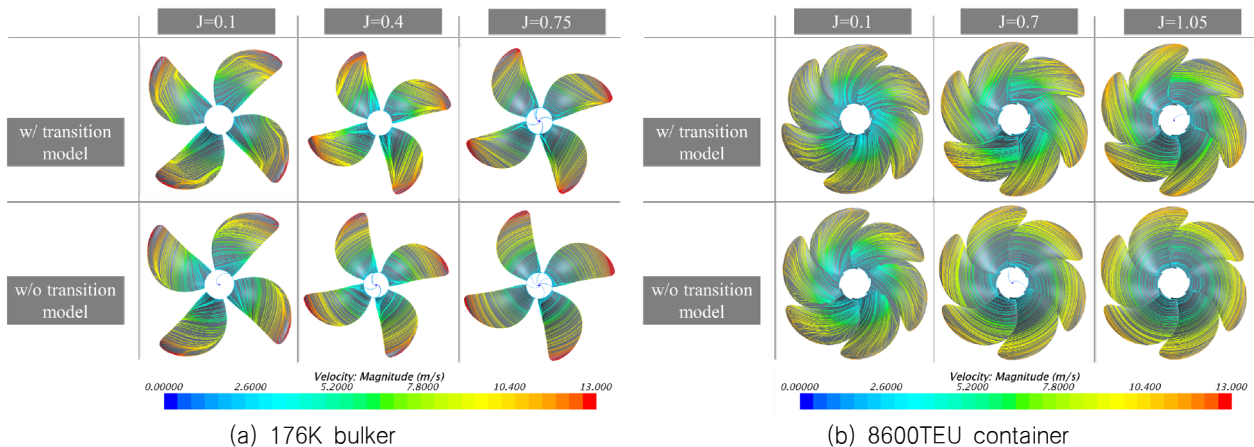 J=0.1 J=0.4 J=0.75
w/ transition
model
w/o transition
model
Velocity: Magnitude (m/s)
0.00000 2.6000 5.2000 7.8000 10.400 13.000
(a) 176K bulker
J=0.1 J=0.7 J=1.05
w/ transition
model
w/o transition
model
Velocity: Magnitude (m/s)
0.00000 2.6000 5.2000 7.8000 10.400 13.000
(b) 8600TEU container